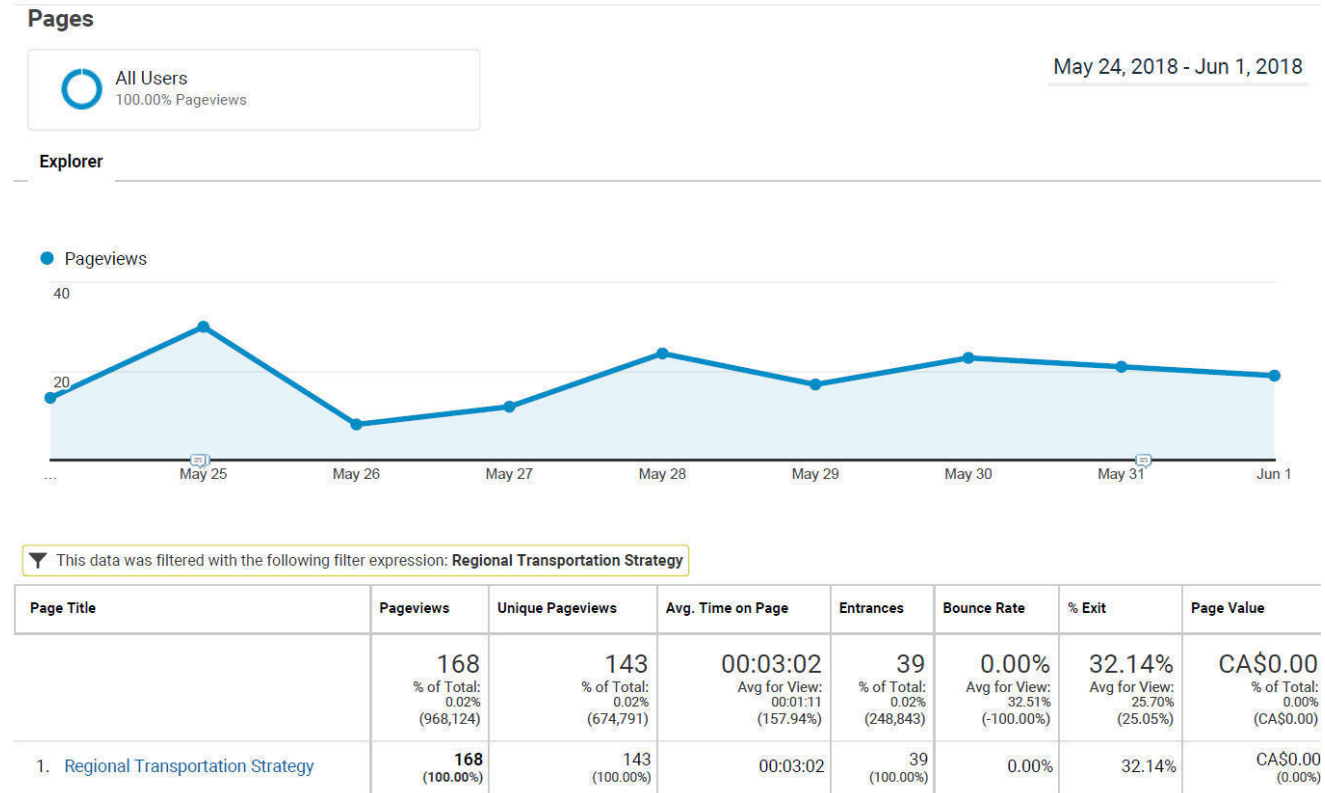 Pages
All Users
100.00% Pageviews
May 24, 2018 - Jun 1, 2018
Explorer
Pageviews
40
20
... May 25 May 26 May 27 May 28 May 29 May 30 May 31 Jun 1
This data was filtered with the following filter expression: Regional Transportation Strategy
Page Title Pageviews Unique Pageviews Avg. Time on Page Entrances Bounce Rate % Exit Page Value
168 143 00:03:02 39 0.00% 32.14% CA$0.00
% of Total: % of Total: Avg for View: % of Total: Avg for View: Avg for View: % of Total:
0.02% 0.02% 00:01:11 0.02% 32.51% 25.70% 0.00%
(968,124) (674,791) (157.94%) (248,843) (-100.00%) (25.05%) (CA$0.00)
1. Regional Transportation Strategy 168 143 00:03:02 39 0.00% 32.14% CA$0.00
(100.00%) (100.00%) (100.00%) (0.00%)